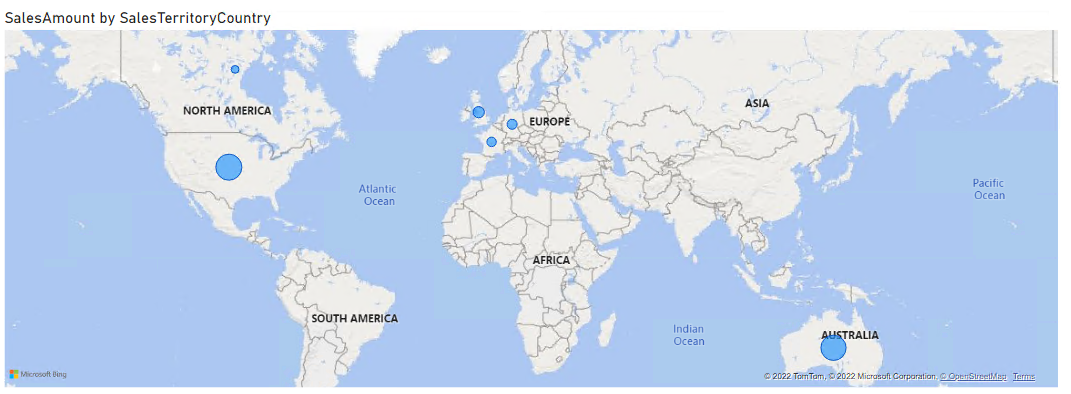 SalesAmount by SalesTerritoryCountry
NORTH AMERICA
EUROPE
ASIA
Atlantic
Ocean
Pacific
Ocean
AFRICA
SOUTH AMERICA
Indian
Ocean
AUSTRALIA
Microsoft Bing
© 2022 TomTom, © 2022 Microsoft Corporation, © OpenStreetMap Terms